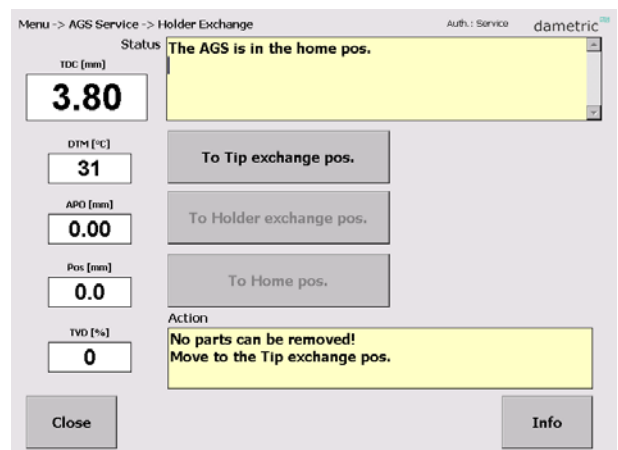 Menu -> AGS Service -> Holder Exchange
Auth.: Service
dametric
Status
The AGS is in the home pos.
TDC [mm]
3.80
DTM [°C]
31
To Tip exchange pos.
APO [mm]
0.00
To Holder exchange pos.
Pos [mm]
0.0
To Home pos.
Action
TVD [%]
0
No parts can be removed!
Move to the Tip exchange pos.
Close
Info